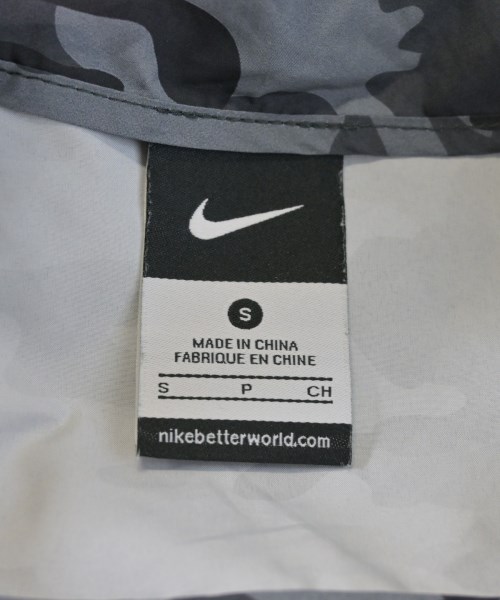 S
MADE IN CHINA
FABRIQUE EN CHINE
S P CH
nikebetterworld.com